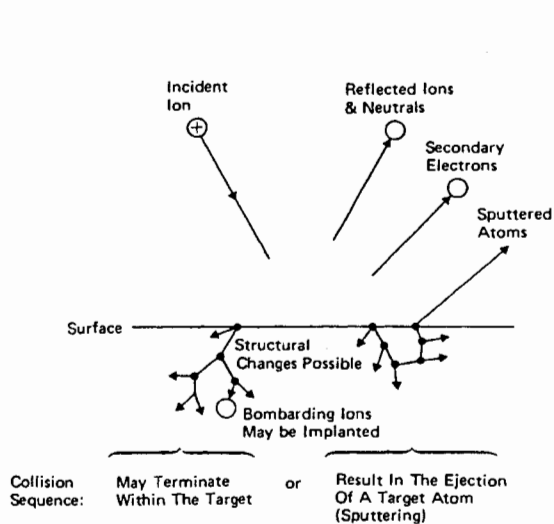 Incident
Ion
+
Reflected Ions
& Neutrals
Secondary
Electrons
Sputtered
Atoms
Surface
Structural
Changes Possible
Bombarding Ions
May be Implanted
Collision
Sequence:
May Terminate
Within The Target
or
Result In The Ejection
Of A Target Atom
(Sputtering)